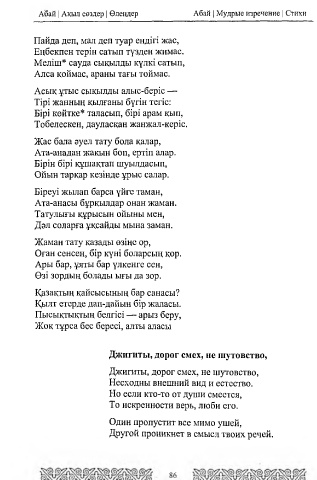 Абай | Ақыл сөздер | Өлеңдер
Абай | Мудрые изречение | Стихи
Пайда деп, мал деп туар ендігі жас,
Еңбекпен терін сатып түзден жимас.
Меліш* сауда сықылды күлкі сатып,
Алса қоймас, араны тағы тоймас.
Асық ұтыс сықылды алыс-беріс —
Тірі жанның қылғаны бүгін тегіс:
Бірі көйтке* таласып, бірі арам қып,
Тобелескен, дауласқан жанжал-керіс.
Жас бала әуел тату бола қалар,
Ата-анадан жақын боп, ертіп алар.
Бірін бірі құшақтап шуылдасып,
Ойын тарқар кезінде ұрыс салар.
Біреуі жылап барса үйге таман,
Ата-анасы бұрқылдар онан жаман.
Татулығы құрысын ойыны мен,
Дәл соларға ұқсайды мына заман.
Жаман тату қазады өзіңе ор,
Оған сенсең, бір күні боларсың қор.
Ары бар, ұяты бар үлкенге сен,
Өзі зордың болады ығы да зор.
Қазақтың қайсысының бар санасы?
Қылт етерде дап-дайын бір жаласы.
Пысықтықтың белгісі — арыз беру,
Жоқ тұрса бес бересі, алты аласы
Джигиты, дорог смех, не шутовство,
Джигиты, дорог смех, не шутовство,
Несходны внешний вид и естество.
Но если кто-то от души смеется,
То искренности верь, люби его.
Один пропустит все мимо ушей,
Другой проникнет в смысл твоих речей.
86